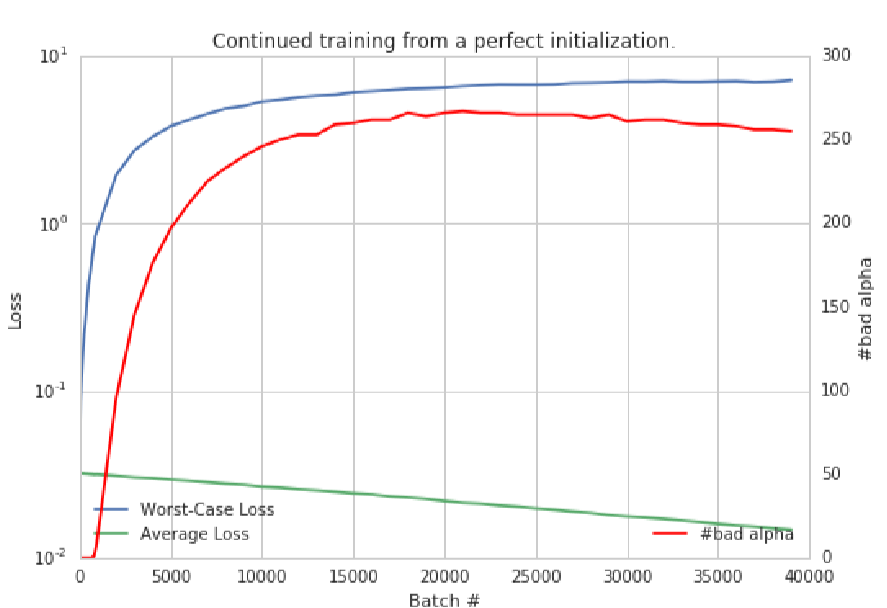 Continued training from a perfect initialization.
10^1
10^0
10^-1
10^-2
Loss
300
250
200
150
100
50
0
#bad alpha
Worst-Case Loss
Average Loss
#bad alpha
0 5000 10000 15000 20000 25000 30000 35000 40000
Batch #